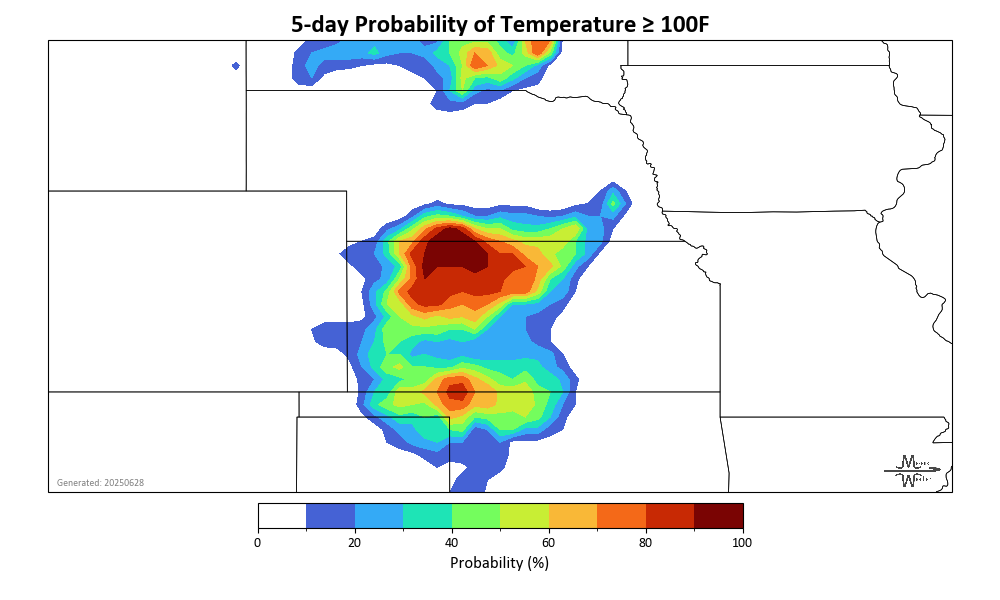 5-day Probability of Temperature ≥ 100F
Generated: 20250628
0 20 40 60 80 100
Probability (%)